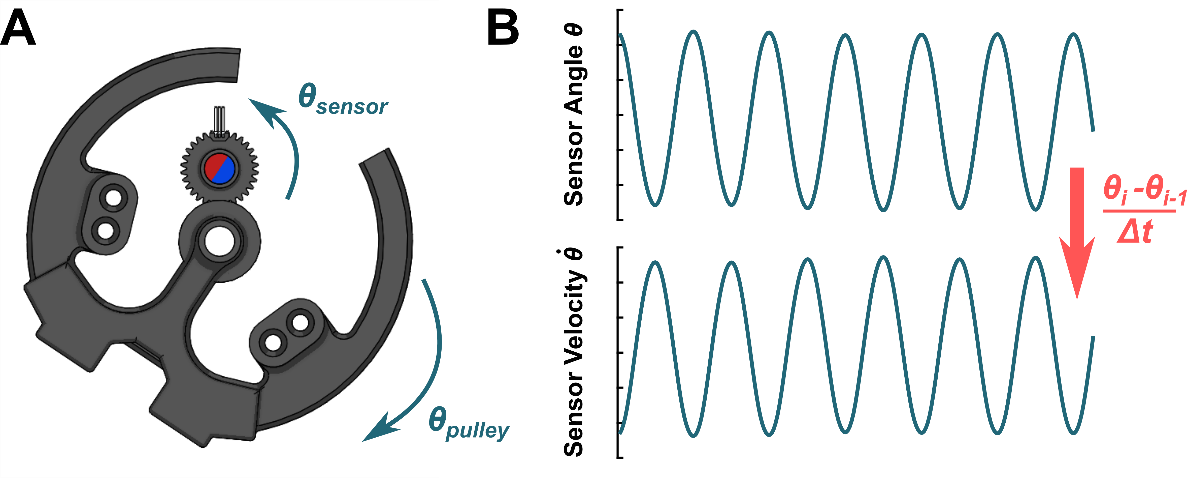 A
B
θsensor
θpulley
Sensor Angle θ
Sensor Velocity θ̇
θi -θi-1
Δt